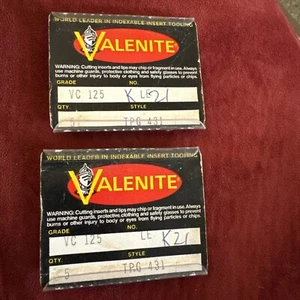 WORLD LEADER IN INDEXABLE INSERT TOOLING
VALENITE
WARNING: Cutting inserts and tips may chip or fragment in use. Always
use machine guards, protective clothing and safety glasses to prevent
burns or other injury to eyes or body from flying particles or chips.
GRADE NO.
VC 125 K LE 21
QTY. STYLE
5 TPG 431
WORLD LEADER IN INDEXABLE INSERT TOOLING
VALENITE
WARNING: Cutting inserts and tips may chip or fragment in use. Always
use machine guards, protective clothing and safety glasses to prevent
burns or other injury to eyes or body from flying particles or chips.
GRADE NO.
VC 125 LE K21
QTY. STYLE
5 TPG 431